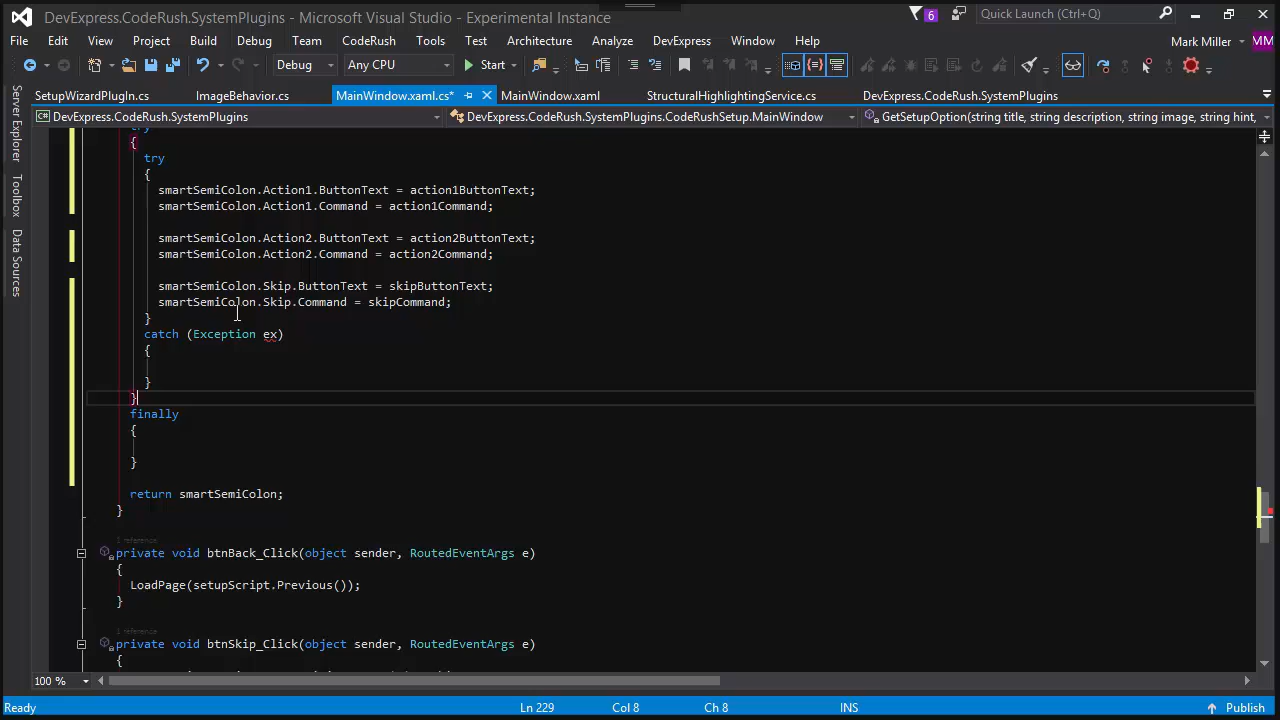 DevExpress.CodeRush.SystemPlugins - Microsoft Visual Studio - Experimental Instance
6
Quick Launch (Ctrl+Q)
File Edit View Project Build Debug Team CodeRush Tools Test Architecture Analyze DevExpress Window Help
Mark Miller MM
Debug Any CPU Start
SetupWizardPlugIn.cs ImageBehavior.cs MainWindow.xaml.cs* MainWindow.xaml StructuralHighlightingService.cs DevExpress.CodeRush.SystemPlugins
DevExpress.CodeRush.SystemPlugins DevExpress.CodeRush.SystemPlugins.CodeRushSetup.MainWindow GetSetupOption(string title, string description, string image, string hint,
Server Explorer
Toolbox
Data Sources
try
{
try
{
smartSemiColon.Action1.ButtonText = action1ButtonText;
smartSemiColon.Action1.Command = action1Command;
smartSemiColon.Action2.ButtonText = action2ButtonText;
smartSemiColon.Action2.Command = action2Command;
smartSemiColon.Skip.ButtonText = skipButtonText;
smartSemiColon.Skip.Command = skipCommand;
}
catch (Exception ex)
{
}
}
finally
{
}
return smartSemiColon;
}
1 reference
private void btnBack_Click(object sender, RoutedEventArgs e)
{
LoadPage(setupScript.Previous());
}
1 reference
private void btnSkip_Click(object sender, RoutedEventArgs e)
{
100 %
Ready Ln 229 Col 8 Ch 8 INS Publish